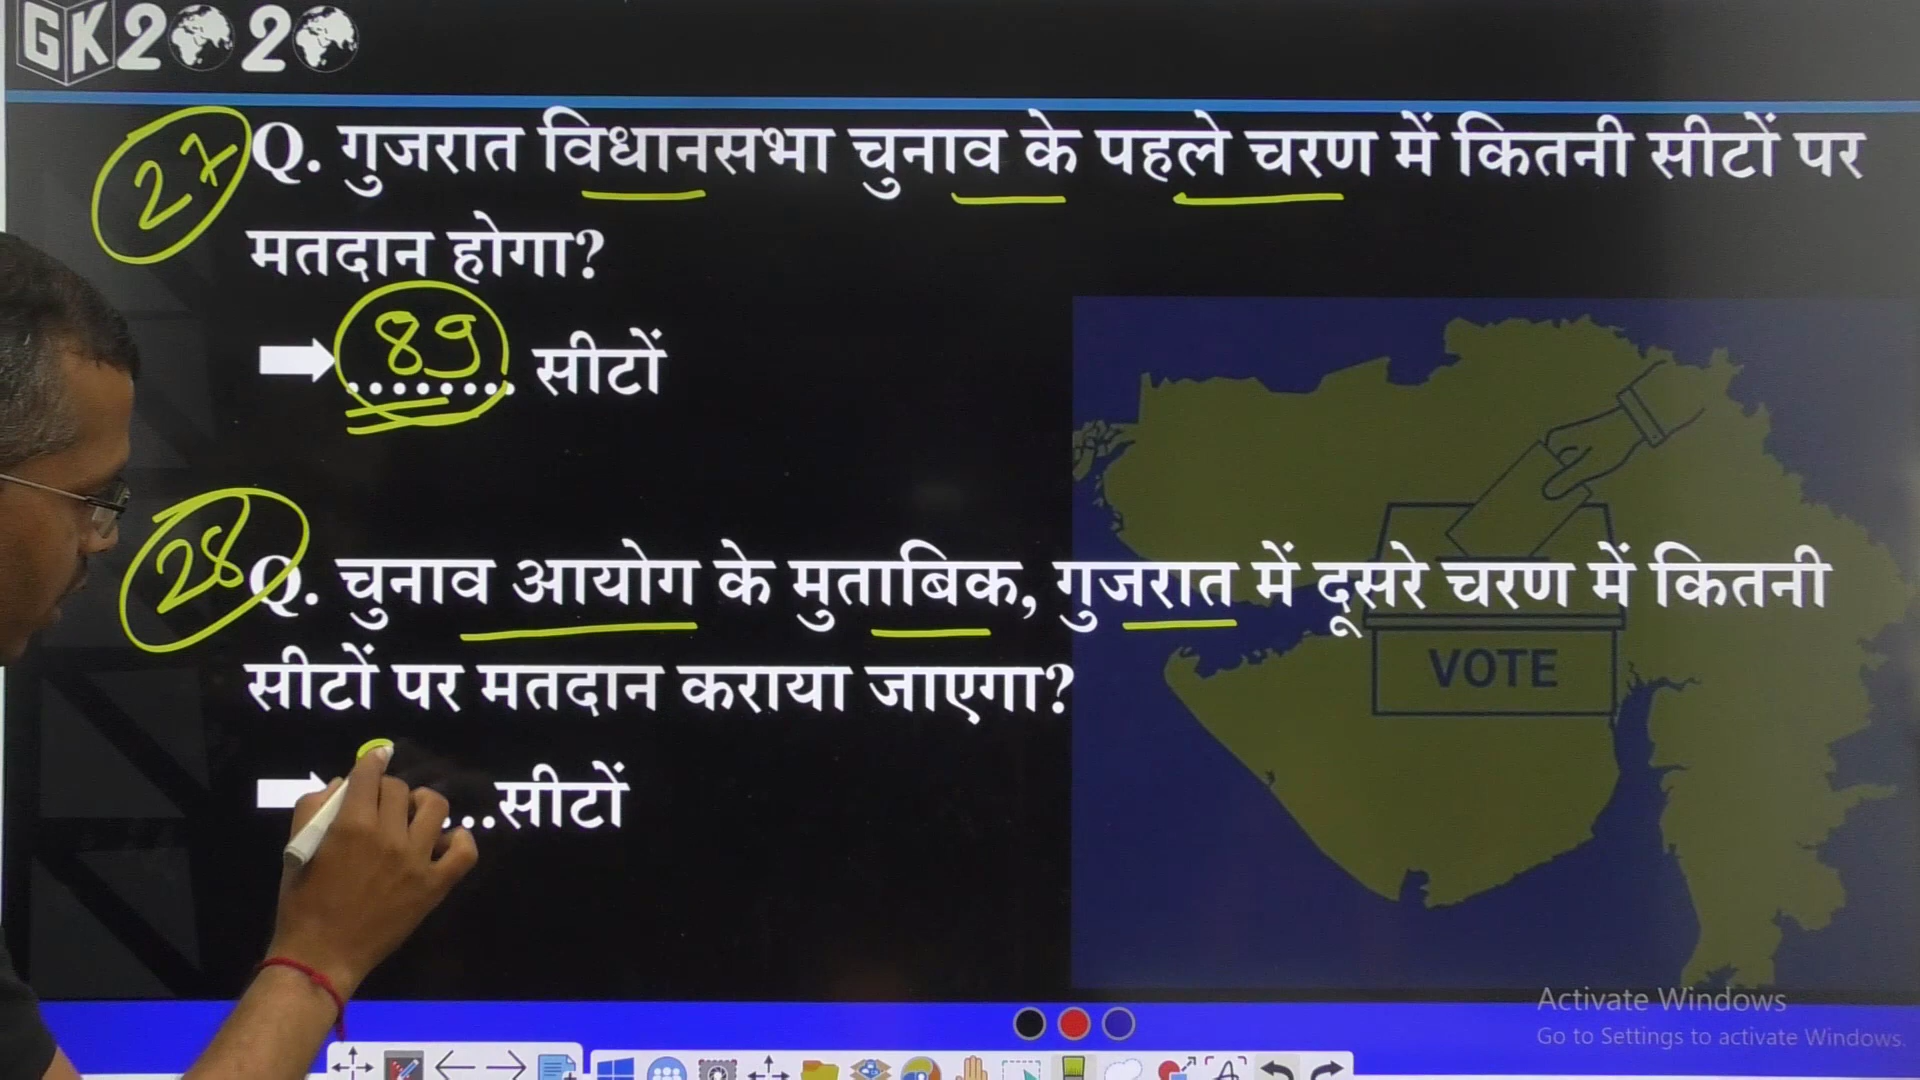 GK2020
27 Q. गुजरात विधानसभा चुनाव के पहले चरण में कितनी सीटों पर
मतदान होगा?
89 ........ सीटों
28 Q. चुनाव आयोग के मुताबिक, गुजरात में दूसरे चरण में कितनी
सीटों पर मतदान कराया जाएगा?
...सीटों
VOTE
Activate Windows
Go to Settings to activate Windows.